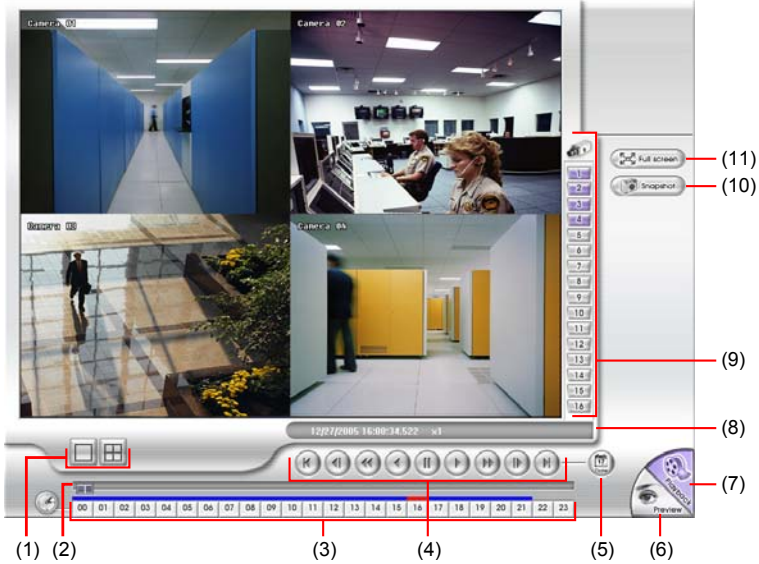 Camera 01
Camera 02
Camera 03
Camera 04
1
2
3
4
5
6
7
8
9
10
11
12
13
14
15
16
Full screen
(11)
Snapshot
(10)
(9)
12/27/2005 16:00:34.522 x1
(8)
Playback
(7)
Preview
00 01 02 03 04 05 06 07 08 09 10 11 12 13 14 15 16 17 18 19 20 21 22 23
(1) (2) (3) (4) (5) (6)